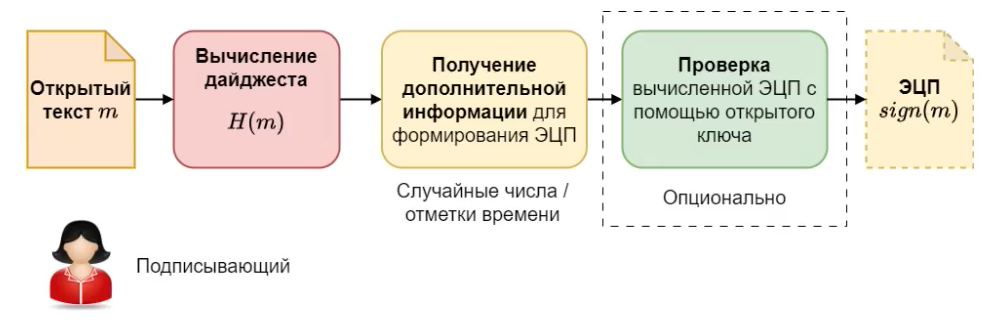 Открытый
текст m
Вычисление
дайджеста
H(m)
Получение
дополнительной
информации для
формирования ЭЦП
Случайные числа /
отметки времени
Проверка
вычисленной ЭЦП с
помощью открытого
ключа
Опционально
ЭЦП
sign(m)
Подписывающий